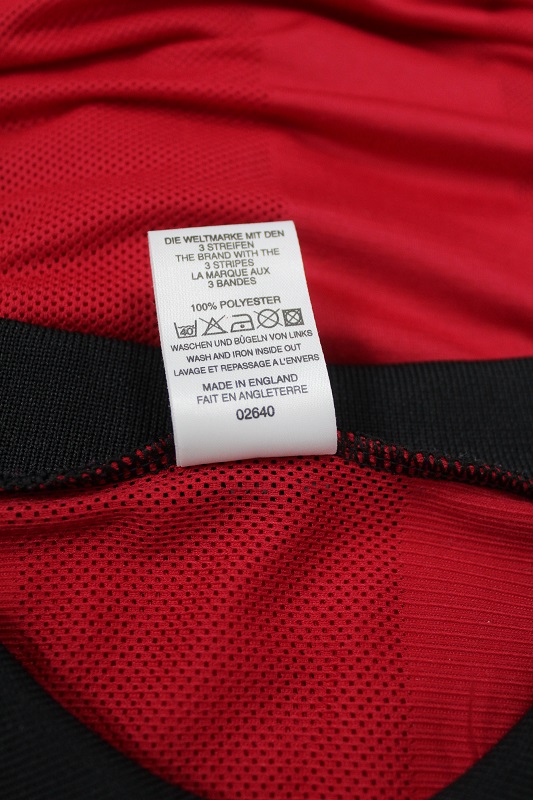 DIE WELTMARKE MIT DEN
3 STREIFEN
THE BRAND WITH THE
3 STRIPES
LA MARQUE AUX
3 BANDES
100% POLYESTER
40
WASCHEN UND BÜGELN VON LINKS
WASH AND IRON INSIDE OUT
LAVAGE ET REPASSAGE A L'ENVERS
MADE IN ENGLAND
FAIT EN ANGLETERRE
02640